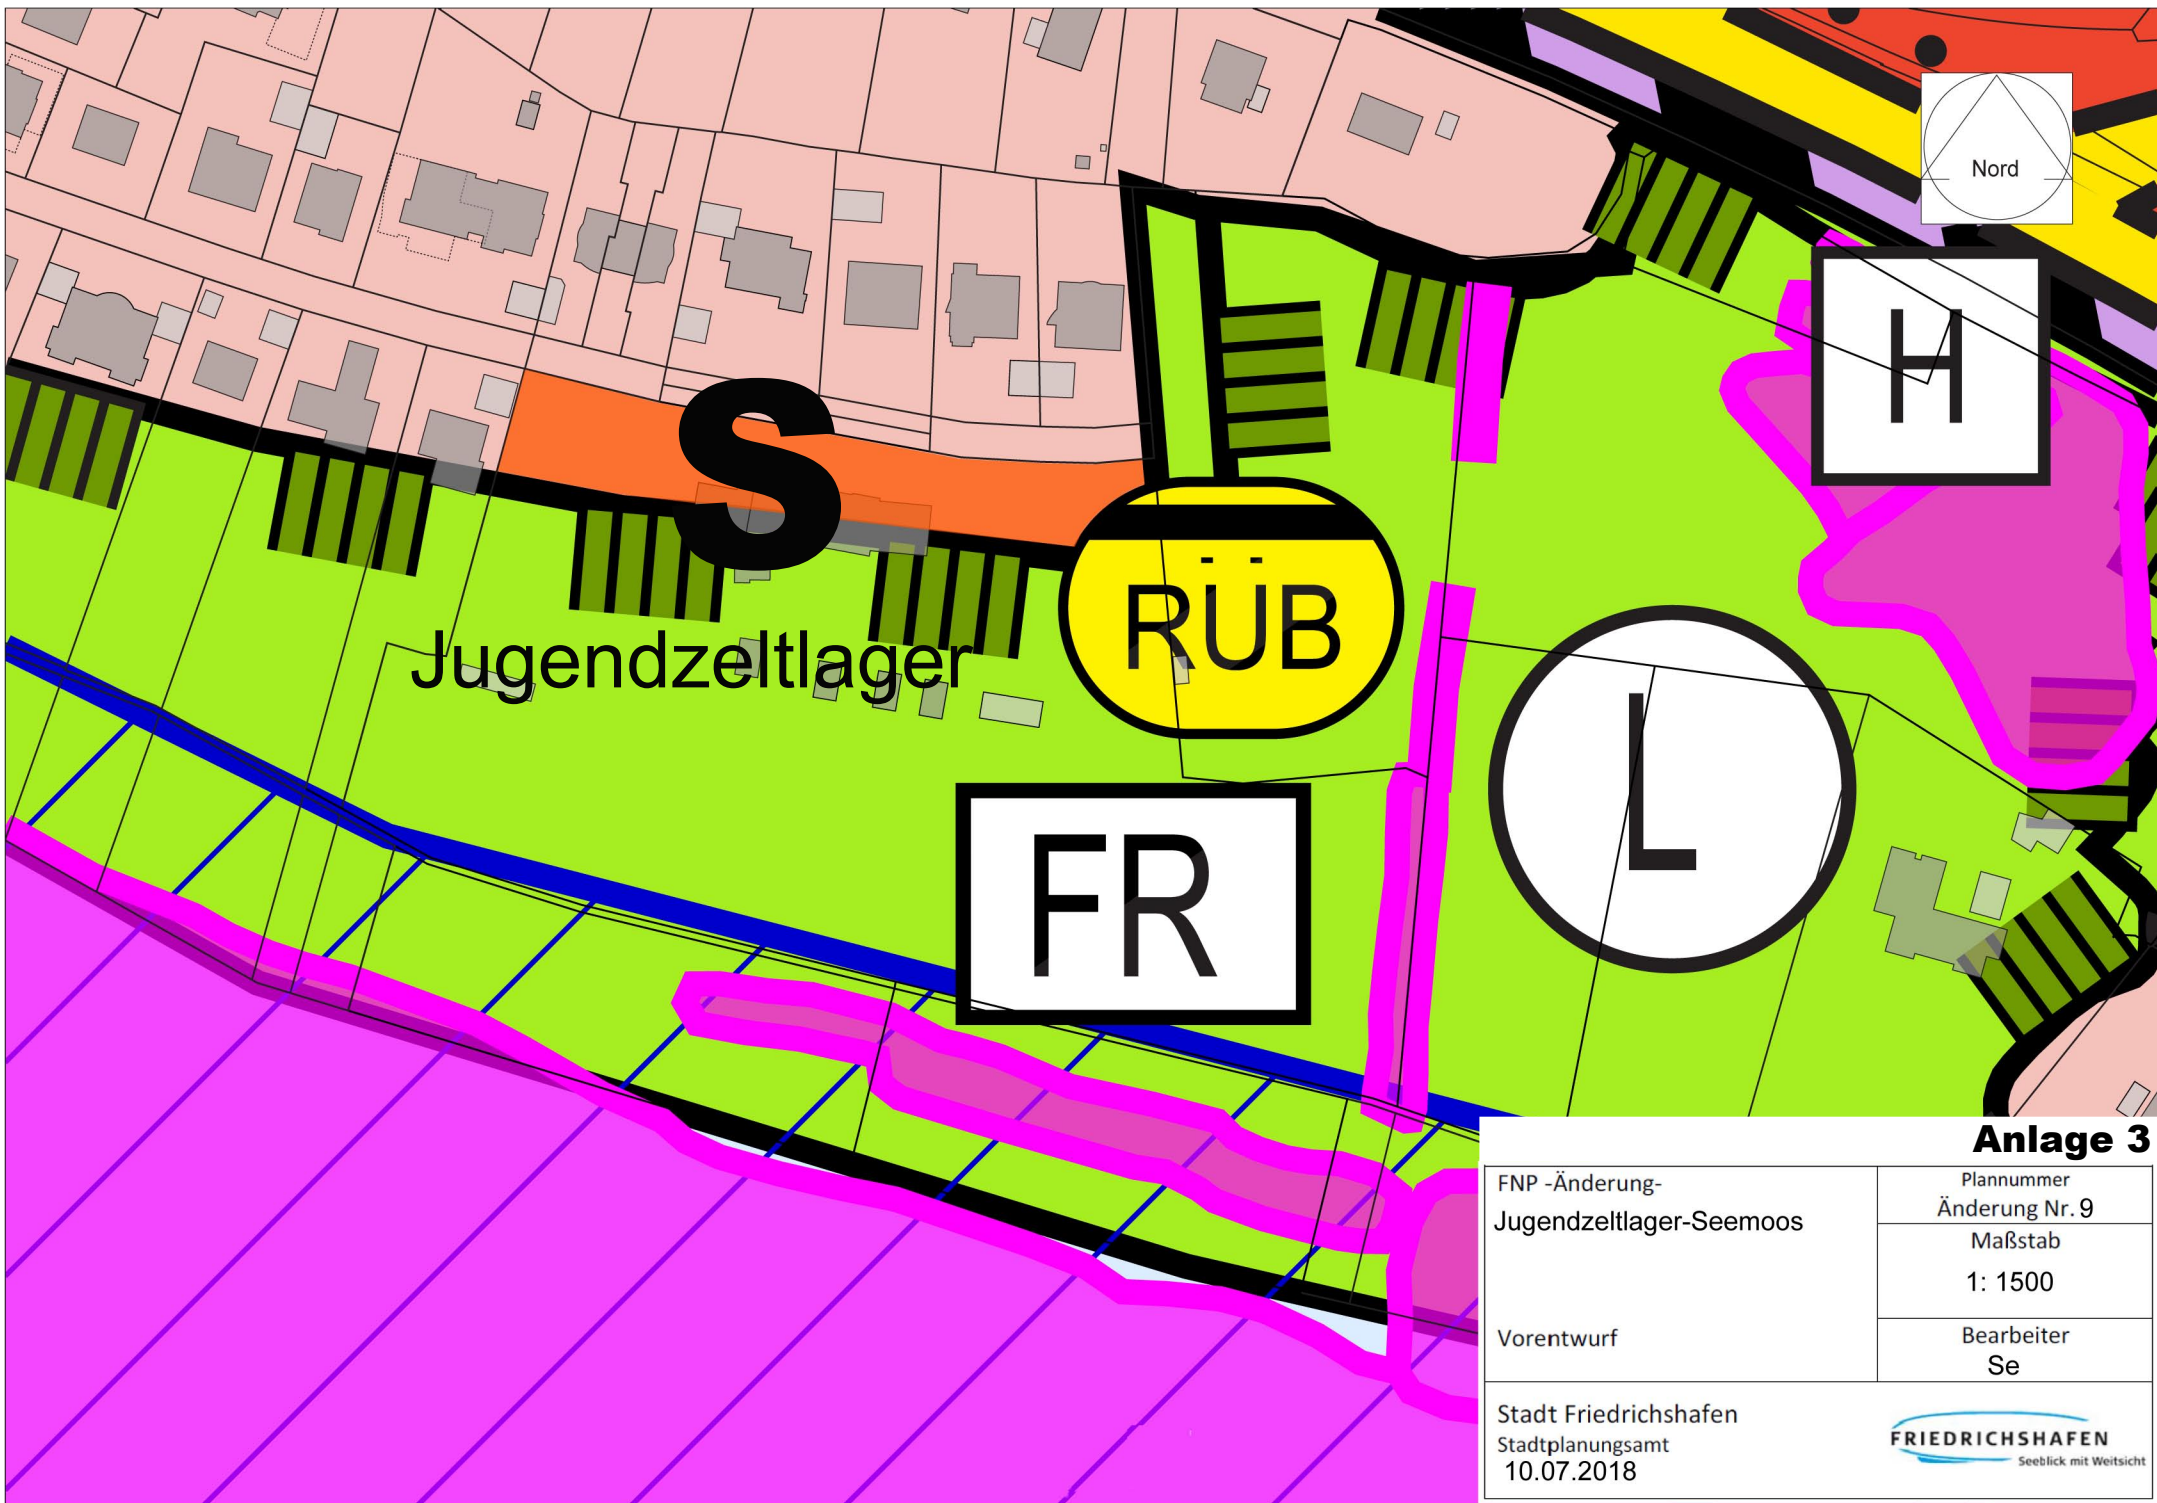 Nord
H
S
RÜB
Jugendzeltlager
L
FR
Anlage 3
FNP -Änderung-
Jugendzeltlager-Seemoos
Vorentwurf
Plannummer
Änderung Nr. 9
Maßstab
1: 1500
Bearbeiter
Se
Stadt Friedrichshafen
Stadtplanungsamt
10.07.2018
FRIEDRICHSHAFEN
Seeblick mit Weitsicht